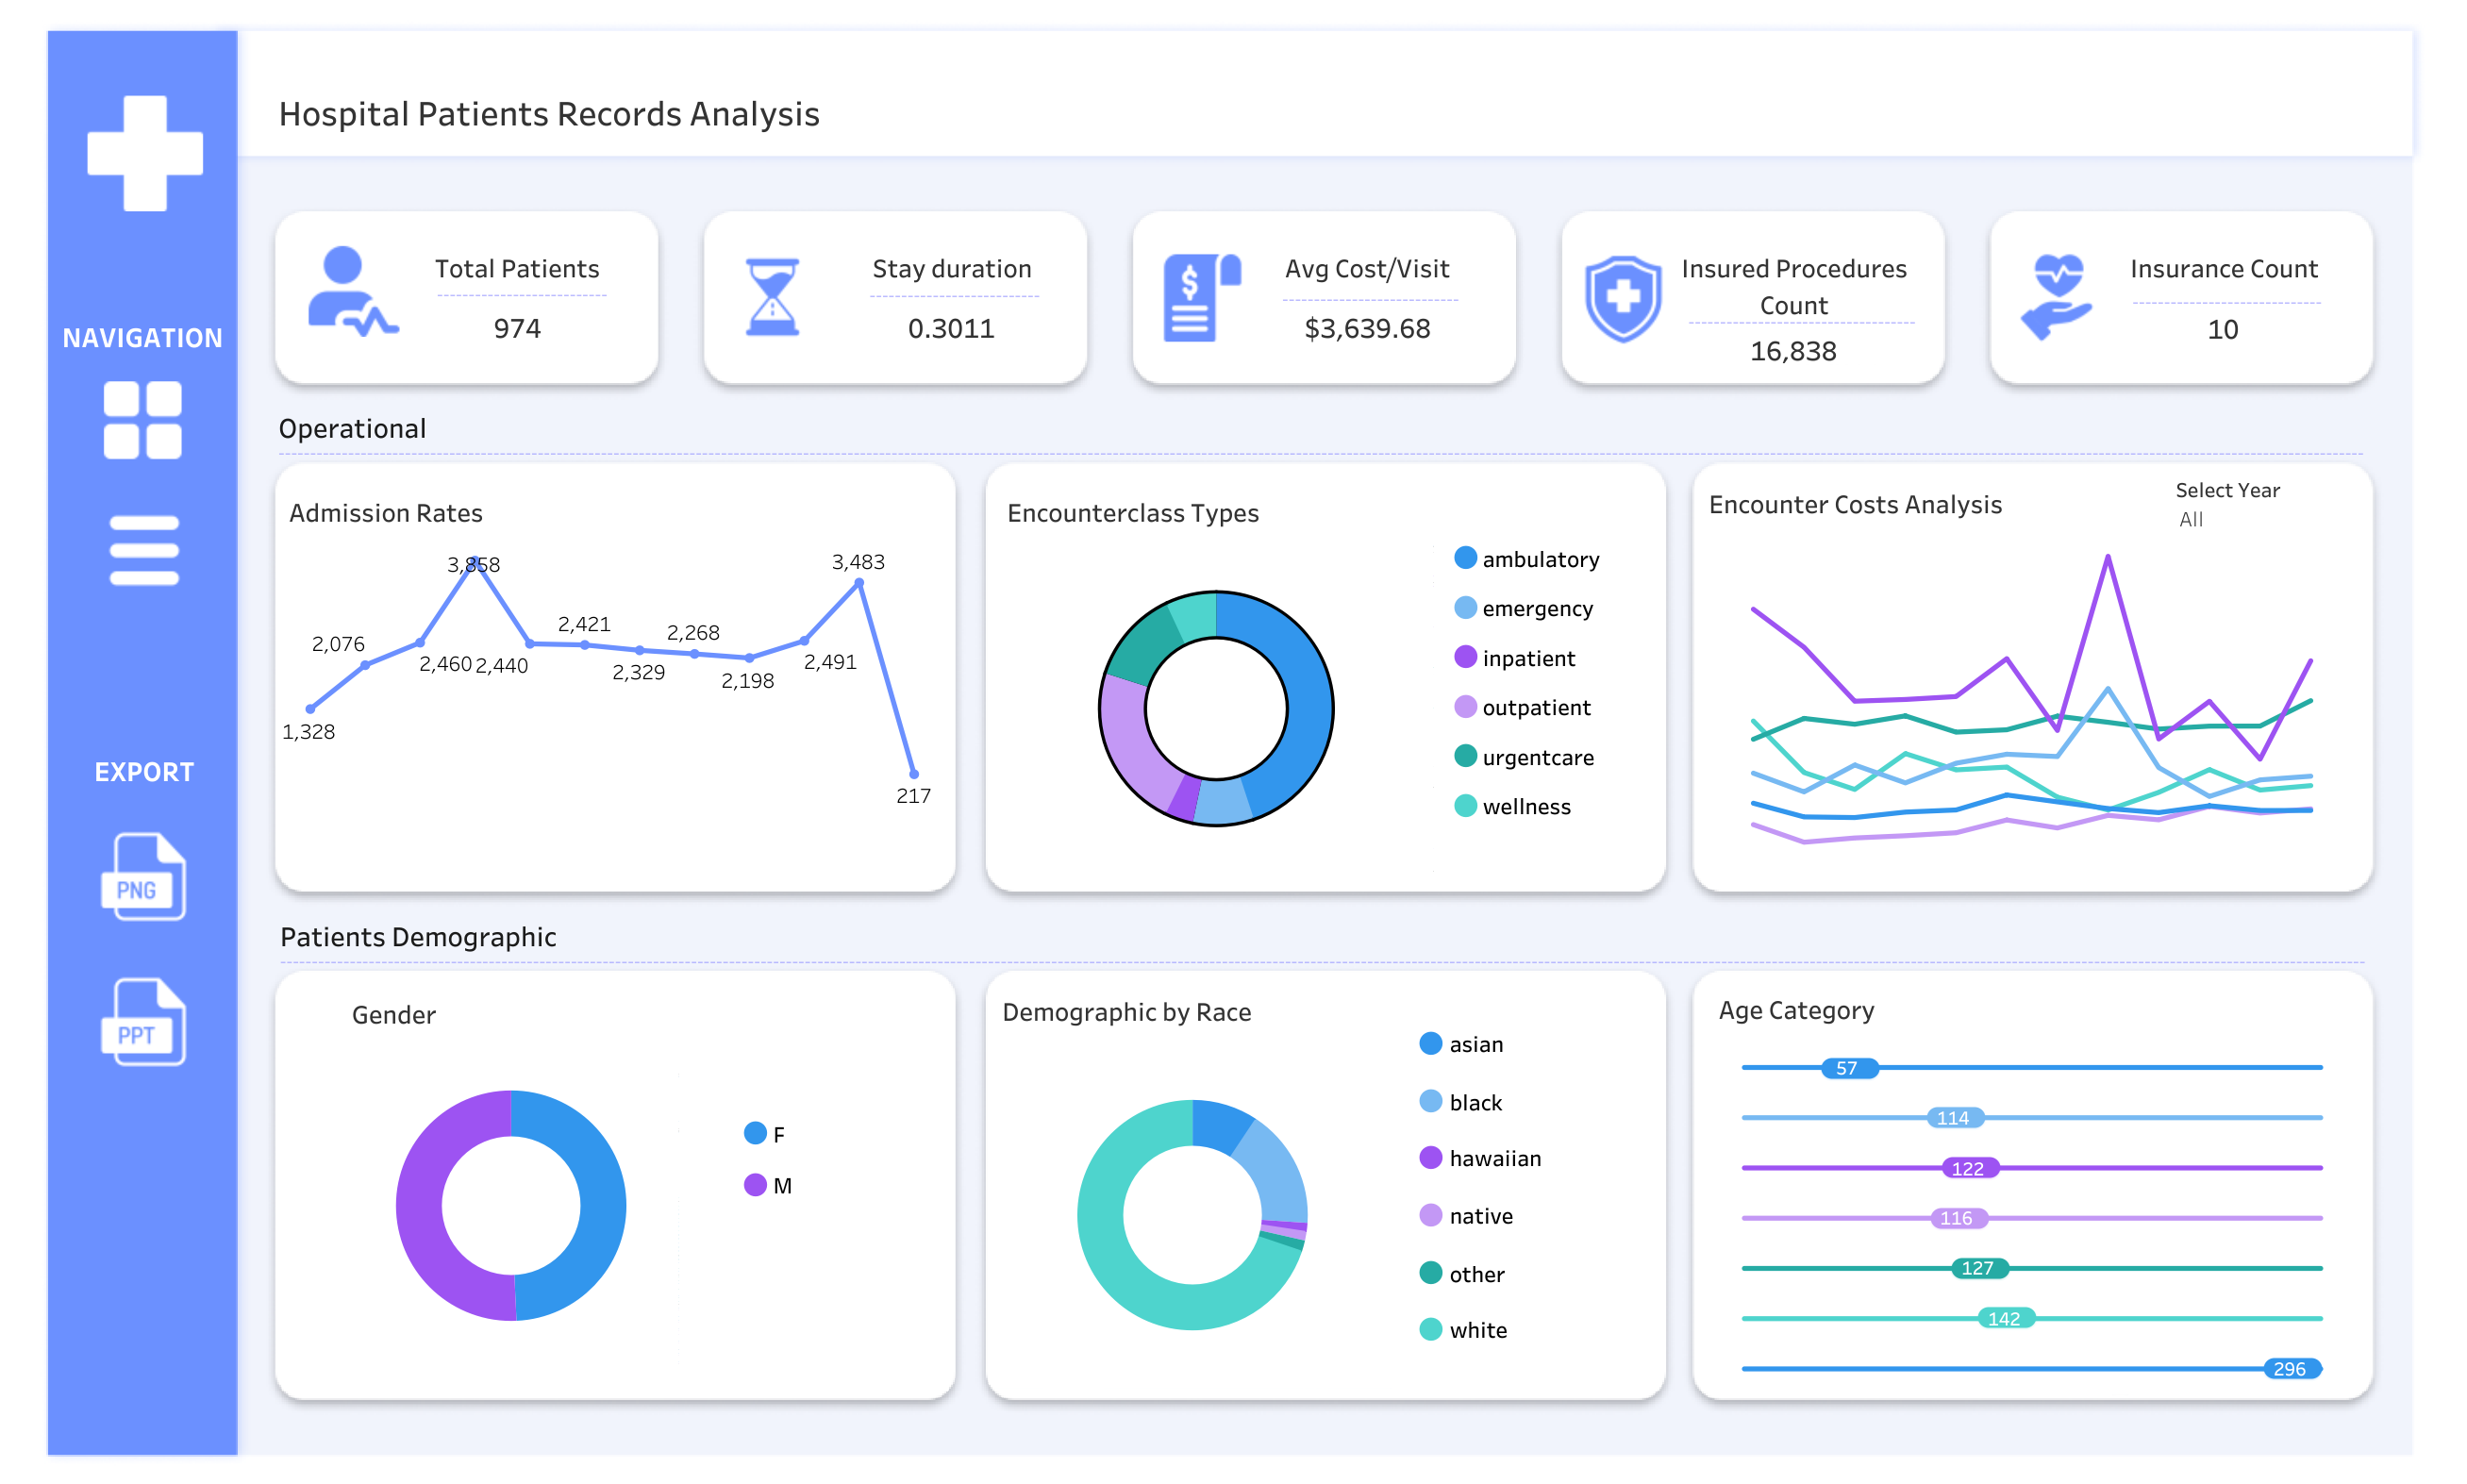 Hospital Patients Records Analysis
NAVIGATION
EXPORT
PNG
PPT
Total Patients
974
Stay duration
0.3011
$
Avg Cost/Visit
$3,639.68
Insured Procedures
Count
16,838
Insurance Count
10
Operational
Admission Rates
1,328
2,076
2,460
3,858
2,440
2,421
2,329
2,268
2,198
2,491
3,483
217
Encounterclass Types
ambulatory
emergency
inpatient
outpatient
urgentcare
wellness
Encounter Costs Analysis
Select Year
All
Patients Demographic
Gender
F
M
Demographic by Race
asian
black
hawaiian
native
other
white
Age Category
57
114
122
116
127
142
296